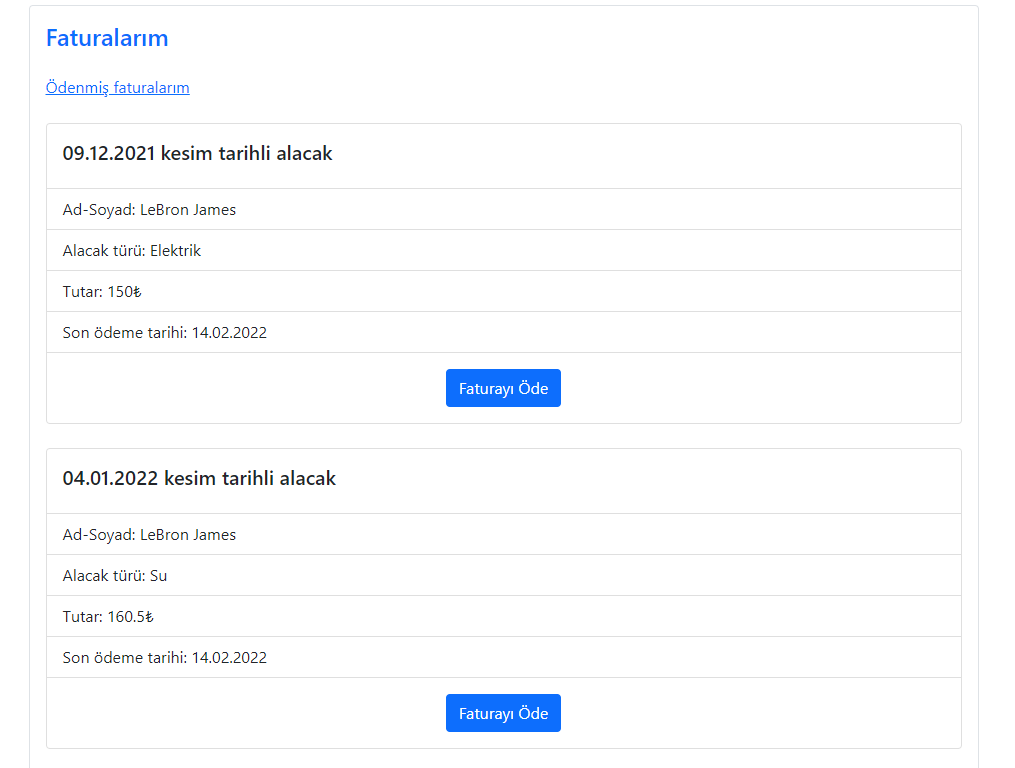 Faturalarım
Ödenmiş faturalarım
09.12.2021 kesim tarihli alacak
Ad-Soyad: LeBron James
Alacak türü: Elektrik
Tutar: 150₺
Son ödeme tarihi: 14.02.2022
Faturayı Öde
04.01.2022 kesim tarihli alacak
Ad-Soyad: LeBron James
Alacak türü: Su
Tutar: 160.5₺
Son ödeme tarihi: 14.02.2022
Faturayı Öde